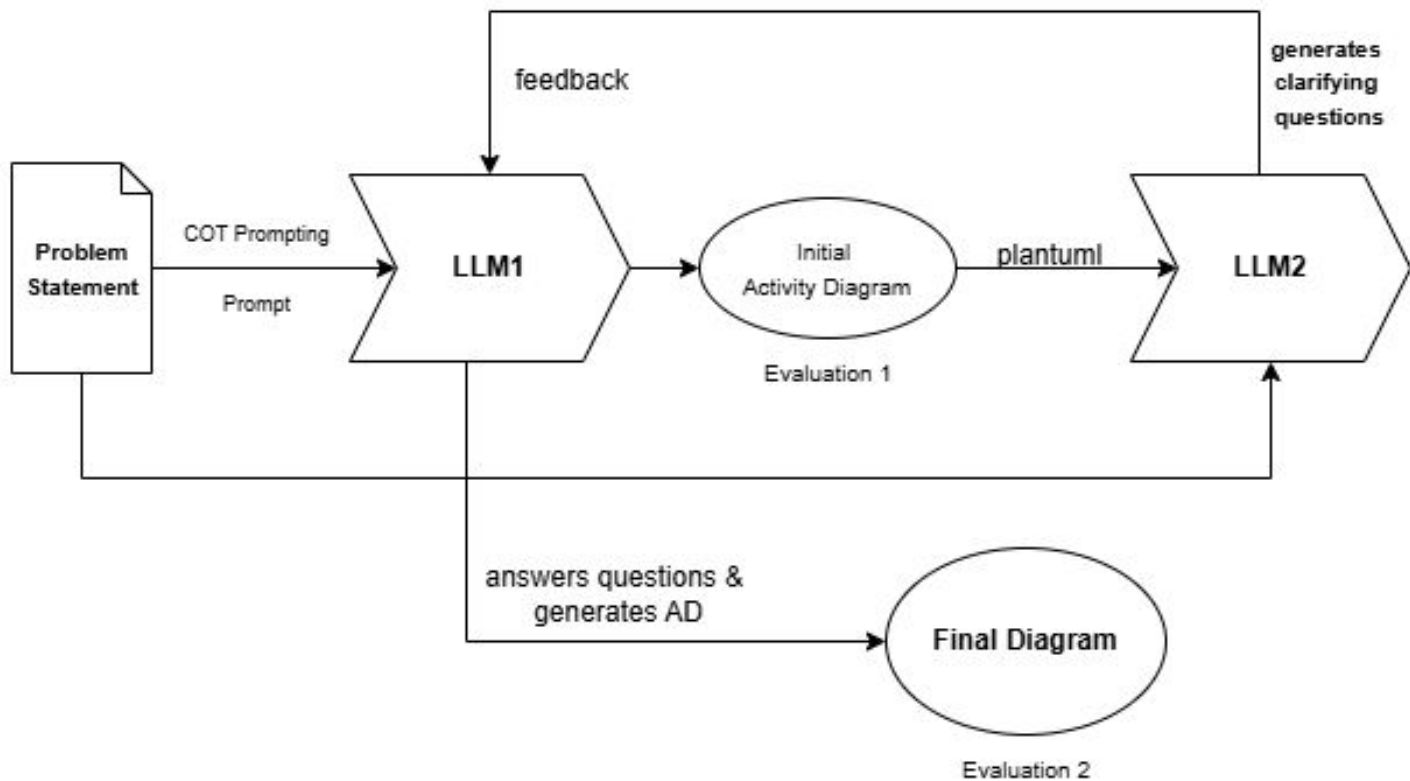 generates
clarifying
questions
feedback
COT Prompting
Problem
Statement
Prompt
LLM1
Initial
Activity Diagram
plantuml
LLM2
Evaluation 1
answers questions &
generates AD
Final Diagram
Evaluation 2